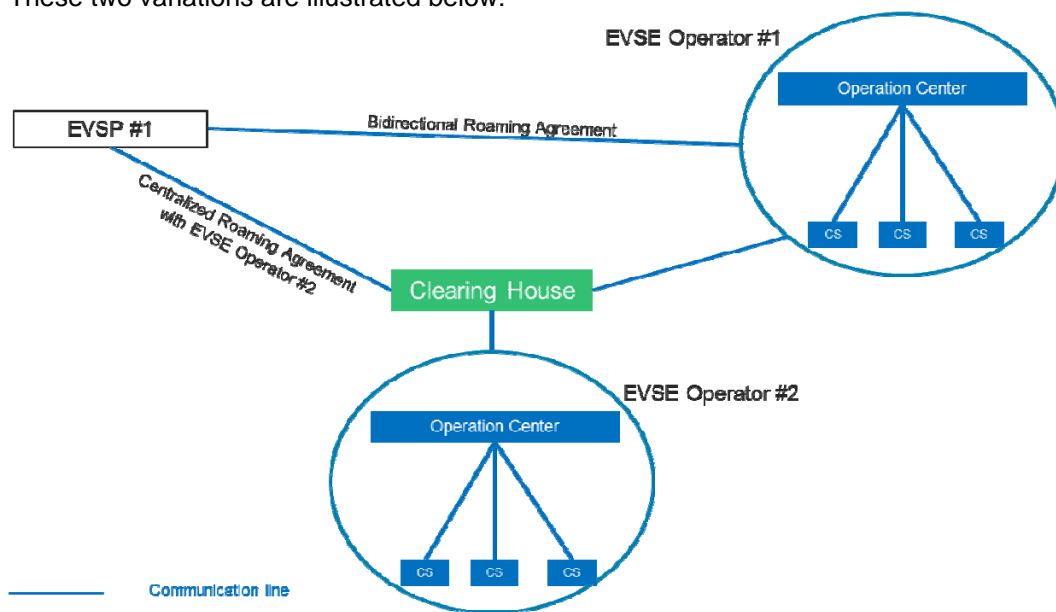 These two variations are illustrated below:
EVSE Operator #1
Operation Center
EVSP #1
Bidirectional Roaming Agreement
CS CS CS
Centralized Roaming Agreement
with EVSE Operator #2
Clearing House
EVSE Operator #2
Operation Center
CS CS CS
Communication line